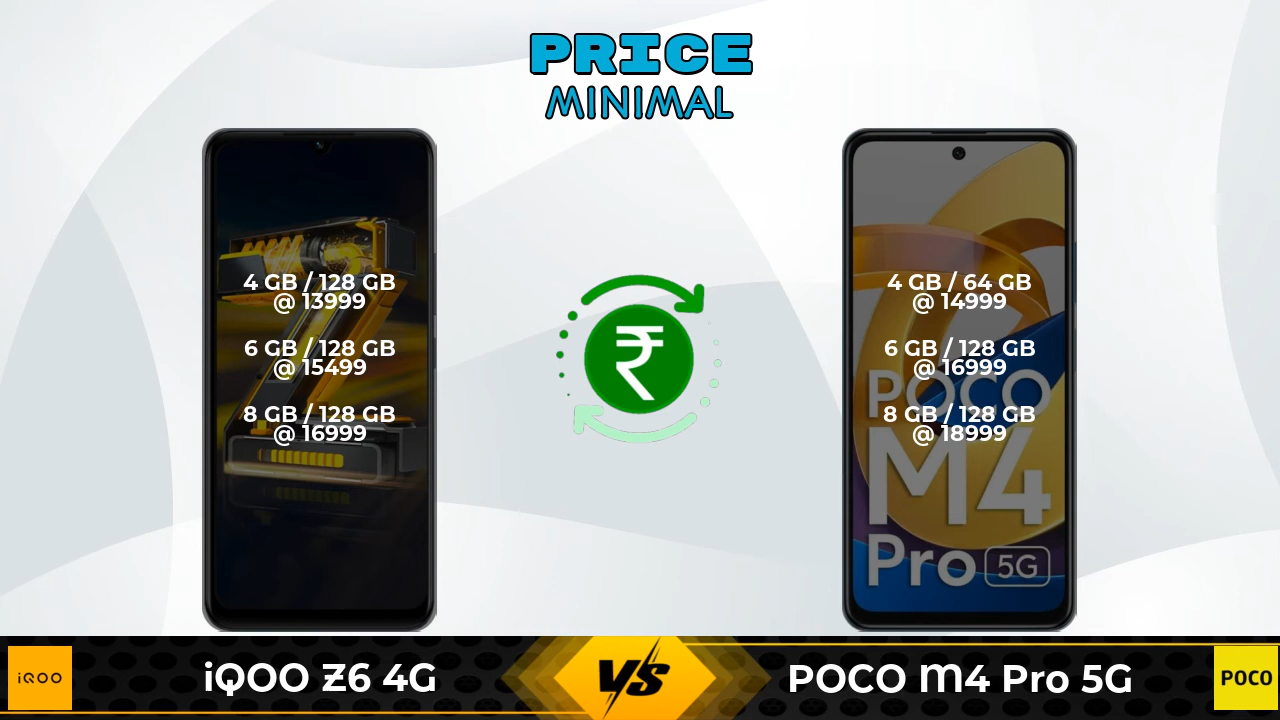 PRICE
MINIMAL
4 GB / 128 GB
@ 13999
6 GB / 128 GB
@ 15499
8 GB / 128 GB
@ 16999
₹
4 GB / 64 GB
@ 14999
6 GB / 128 GB
@ 16999
8 GB / 128 GB
@ 18999
POCO
M4
Pro 5G
iQOO
iQOO Z6 4G
VS
POCO M4 Pro 5G
POCO